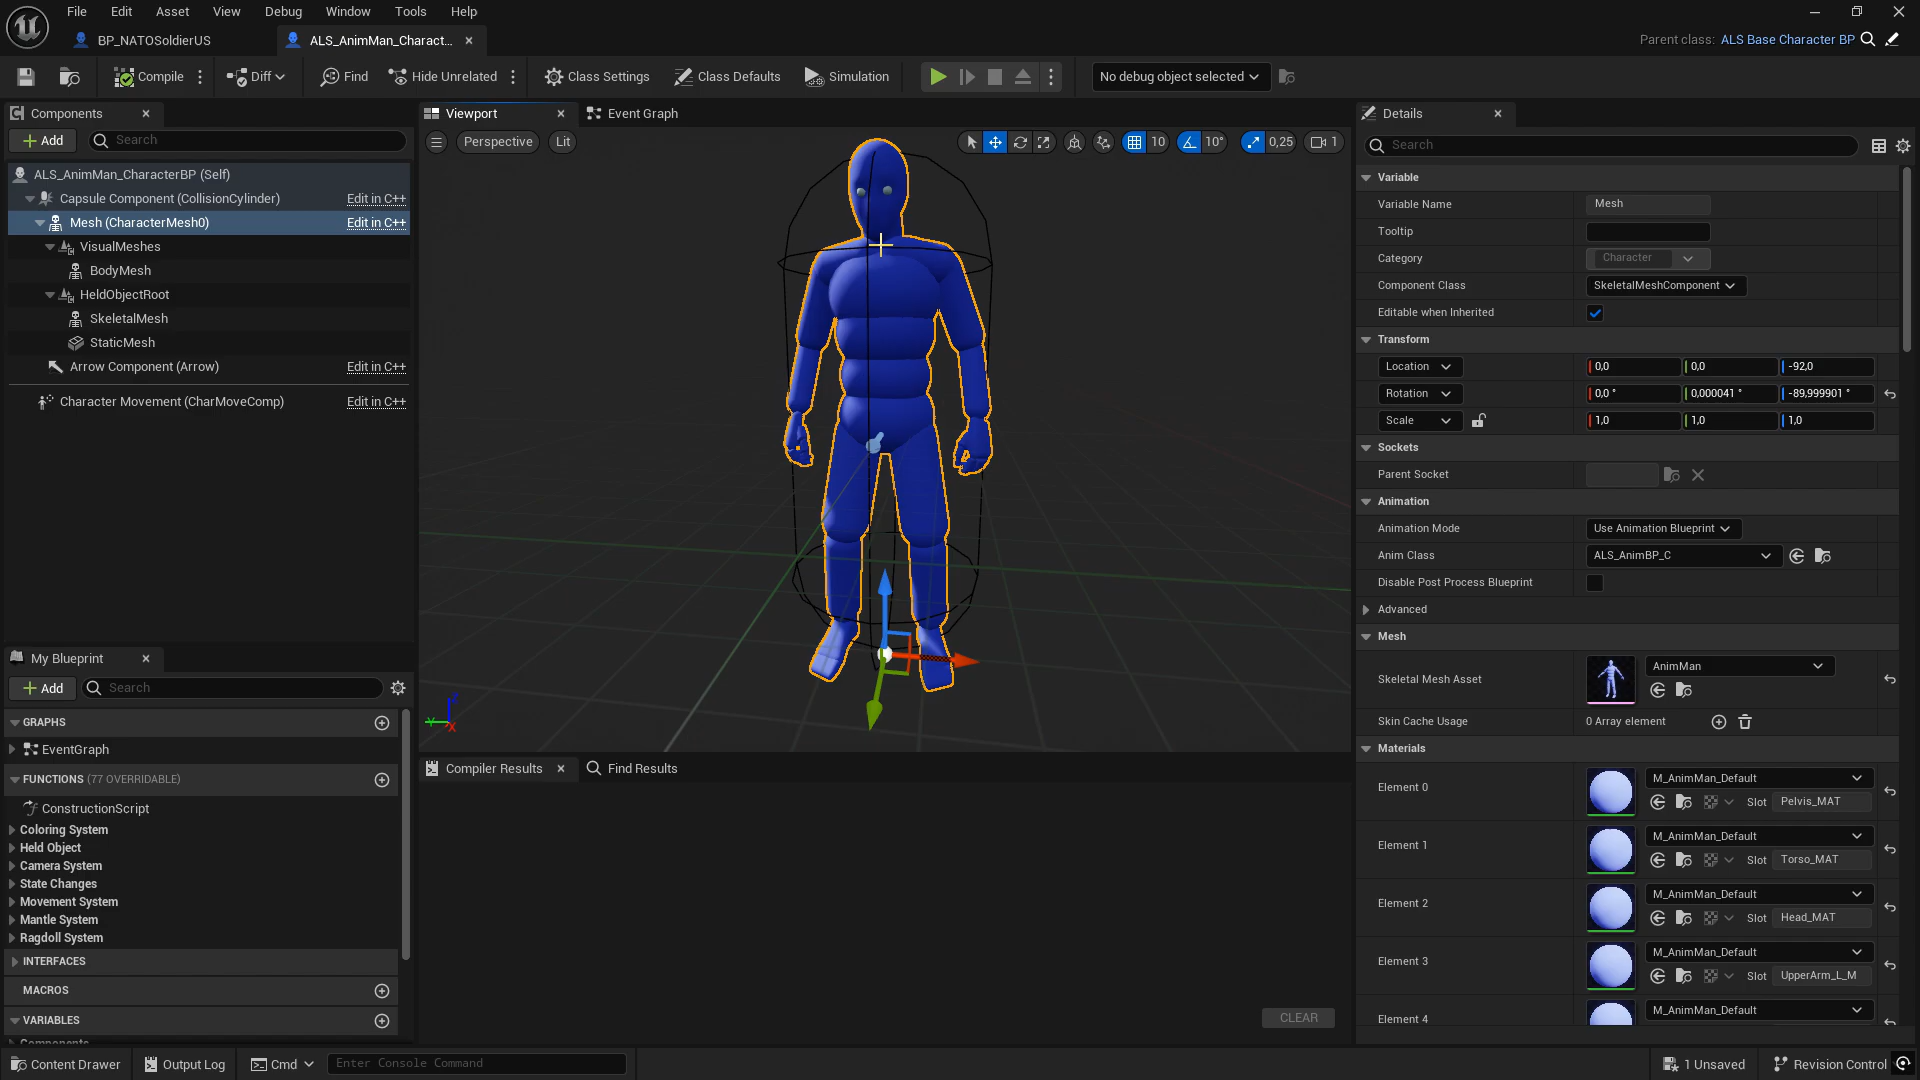 File Edit Asset View Debug Window Tools Help
BP_NATOSoldierUS ALS_AnimMan_Charact... Parent class: ALS Base Character BP
Compile Diff Find Hide Unrelated Class Settings Class Defaults Simulation No debug object selected
Components
Add Search
ALS_AnimMan_CharacterBP (Self)
Capsule Component (CollisionCylinder) Edit in C++
Mesh (CharacterMesh0) Edit in C++
VisualMeshes
BodyMesh
HeldObjectRoot
SkeletalMesh
StaticMesh
Arrow Component (Arrow) Edit in C++
Character Movement (CharMoveComp) Edit in C++
My Blueprint
Add Search
GRAPHS
EventGraph
FUNCTIONS (77 OVERRIDABLE)
ConstructionScript
Coloring System
Held Object
Camera System
State Changes
Movement System
Mantle System
Ragdoll System
INTERFACES
MACROS
VARIABLES
Components
Viewport Event Graph
Perspective Lit 10 10° 0,25 1
Z
Y
X
Compiler Results Find Results
CLEAR
Details
Search
Variable
Variable Name Mesh
Tooltip
Category Character
Component Class SkeletalMeshComponent
Editable when Inherited
Transform
Location 0,0 0,0 -92,0
Rotation 0,0 ° 0,000041 ° -89,999901 °
Scale 1,0 1,0 1,0
Sockets
Parent Socket
Animation
Animation Mode Use Animation Blueprint
Anim Class ALS_AnimBP_C
Disable Post Process Blueprint
Advanced
Mesh
Skeletal Mesh Asset AnimMan
Skin Cache Usage 0 Array element
Materials
Element 0 M_AnimMan_Default
Slot Pelvis_MAT
Element 1 M_AnimMan_Default
Slot Torso_MAT
Element 2 M_AnimMan_Default
Slot Head_MAT
Element 3 M_AnimMan_Default
Slot UpperArm_L_M
Element 4 M_AnimMan_Default
Content Drawer Output Log Cmd Enter Console Command 1 Unsaved Revision Control